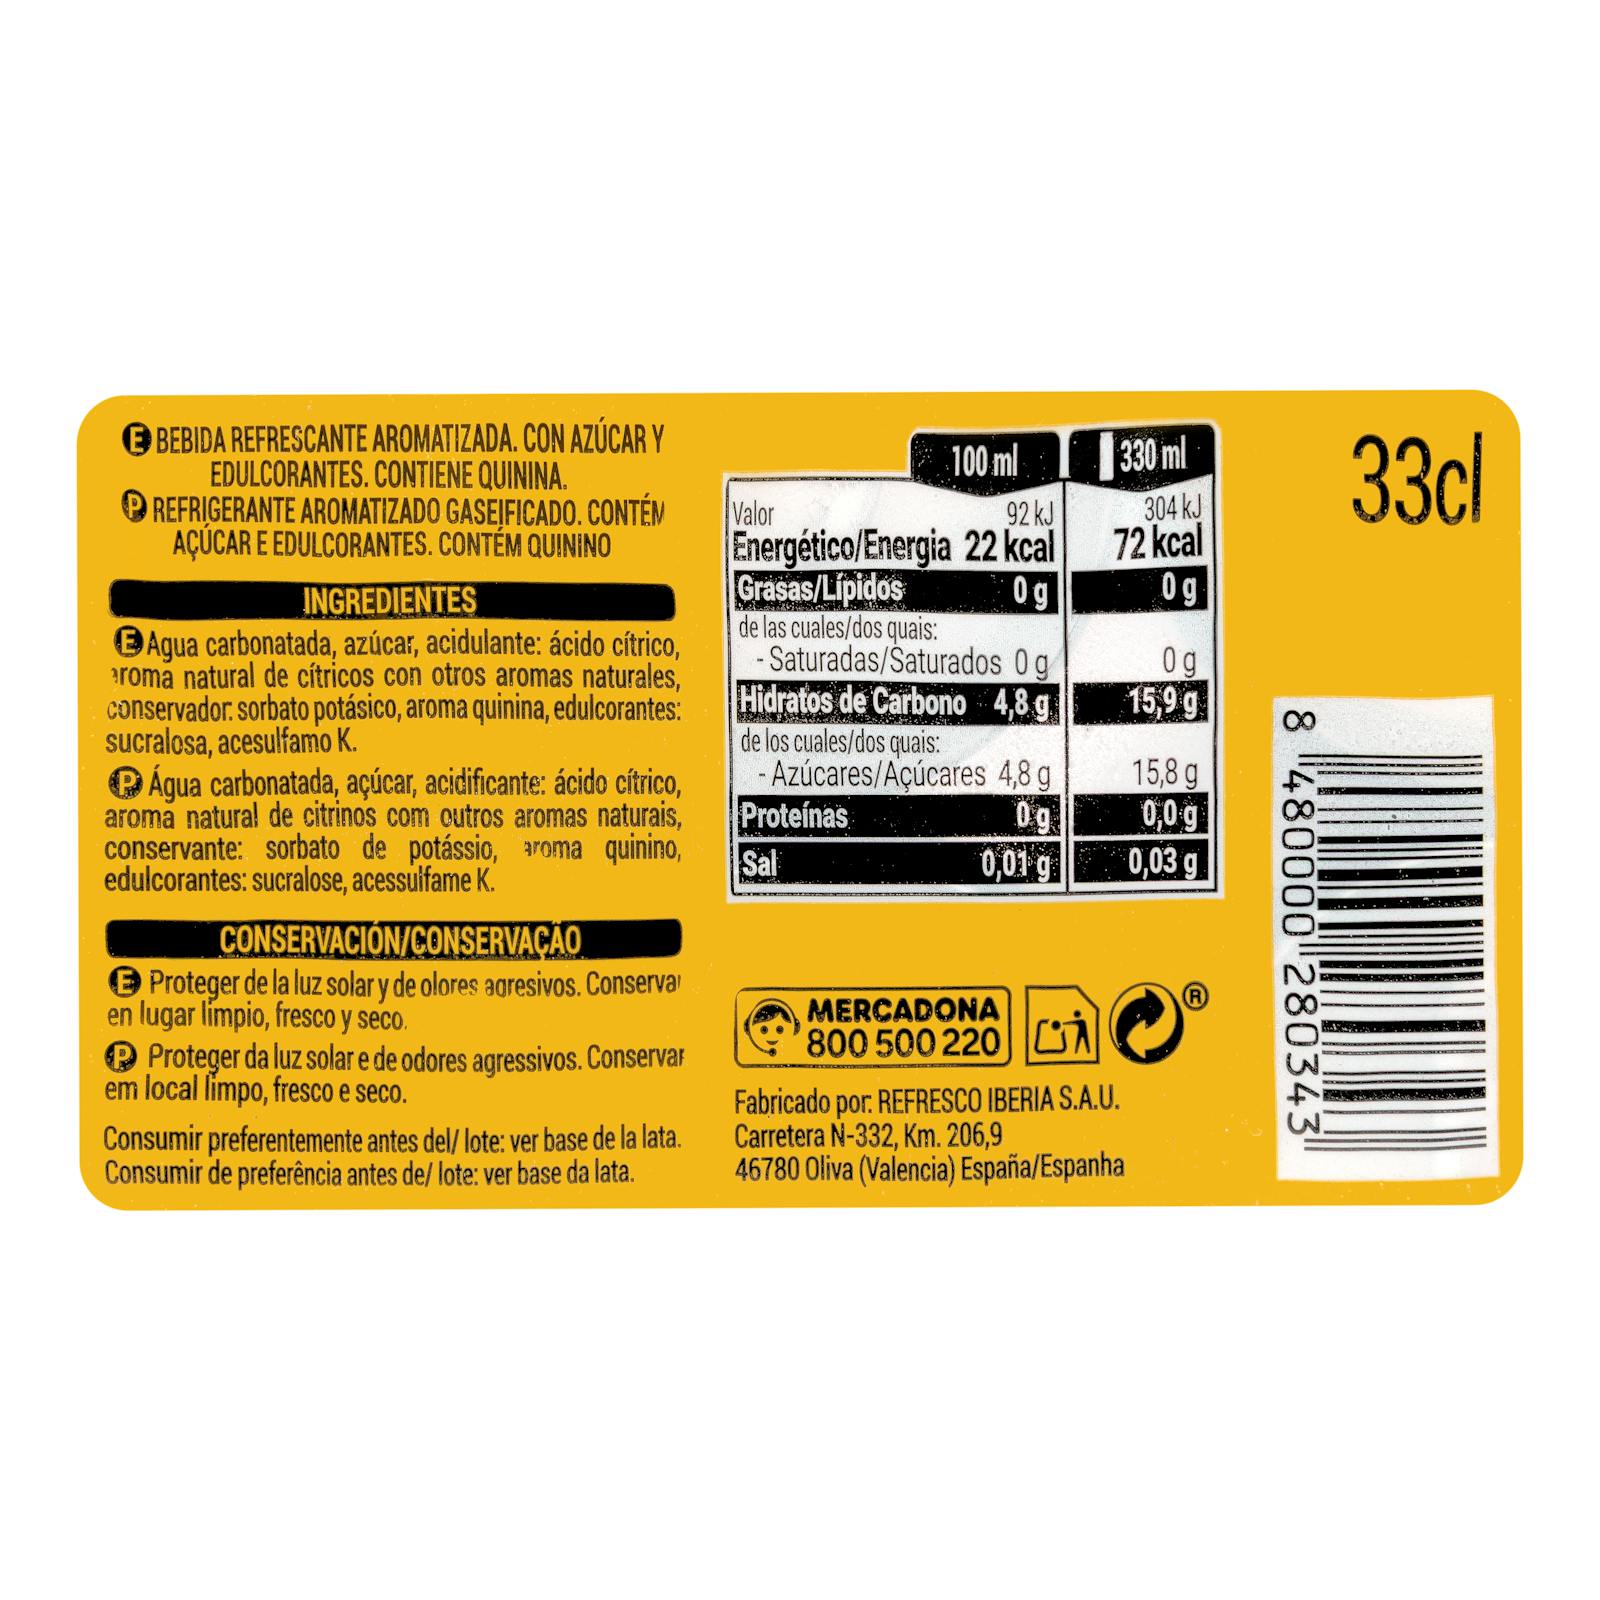 E BEBIDA REFRESCANTE AROMATIZADA. CON AZÚCAR Y
EDULCORANTES. CONTIENE QUININA.
P REFRIGERANTE AROMATIZADO GASEIFICADO. CONTÉM
AÇÚCAR E EDULCORANTES. CONTÉM QUININO
INGREDIENTES
E Agua carbonatada, azúcar, acidulante: ácido cítrico,
aroma natural de cítricos con otros aromas naturales,
conservador: sorbato potásico, aroma quinina, edulcorantes:
sucralosa, acesulfamo K.
P Água carbonatada, açúcar, acidificante: ácido cítrico,
aroma natural de citrinos com outros aromas naturais,
conservante: sorbato de potássio, aroma quinino,
edulcorantes: sucralose, acessulfame K.
CONSERVACIÓN/CONSERVAÇÃO
E Proteger de la luz solar y de olores agresivos. Conservar
en lugar limpio, fresco y seco.
P Proteger da luz solar e de odores agressivos. Conservar
em local limpo, fresco e seco.
Consumir preferentemente antes del/ lote: ver base de la lata.
Consumir de preferência antes de/ lote: ver base da lata.
100 ml 330 ml
Valor 92 kJ 304 kJ
Energético/Energia 22 kcal 72 kcal
Grasas/Lípidos 0 g 0 g
de las cuales/dos quais:
- Saturadas/Saturados 0 g 0 g
Hidratos de Carbono 4,8 g 15,9 g
de los cuales/dos quais:
- Azúcares/Açúcares 4,8 g 15,8 g
Proteínas 0 g 0,0 g
Sal 0,01 g 0,03 g
MERCADONA
800 500 220
®
Fabricado por: REFRESCO IBERIA S.A.U.
Carretera N-332, Km. 206,9
46780 Oliva (Valencia) España/Espanha
33cl
8 480000 280343